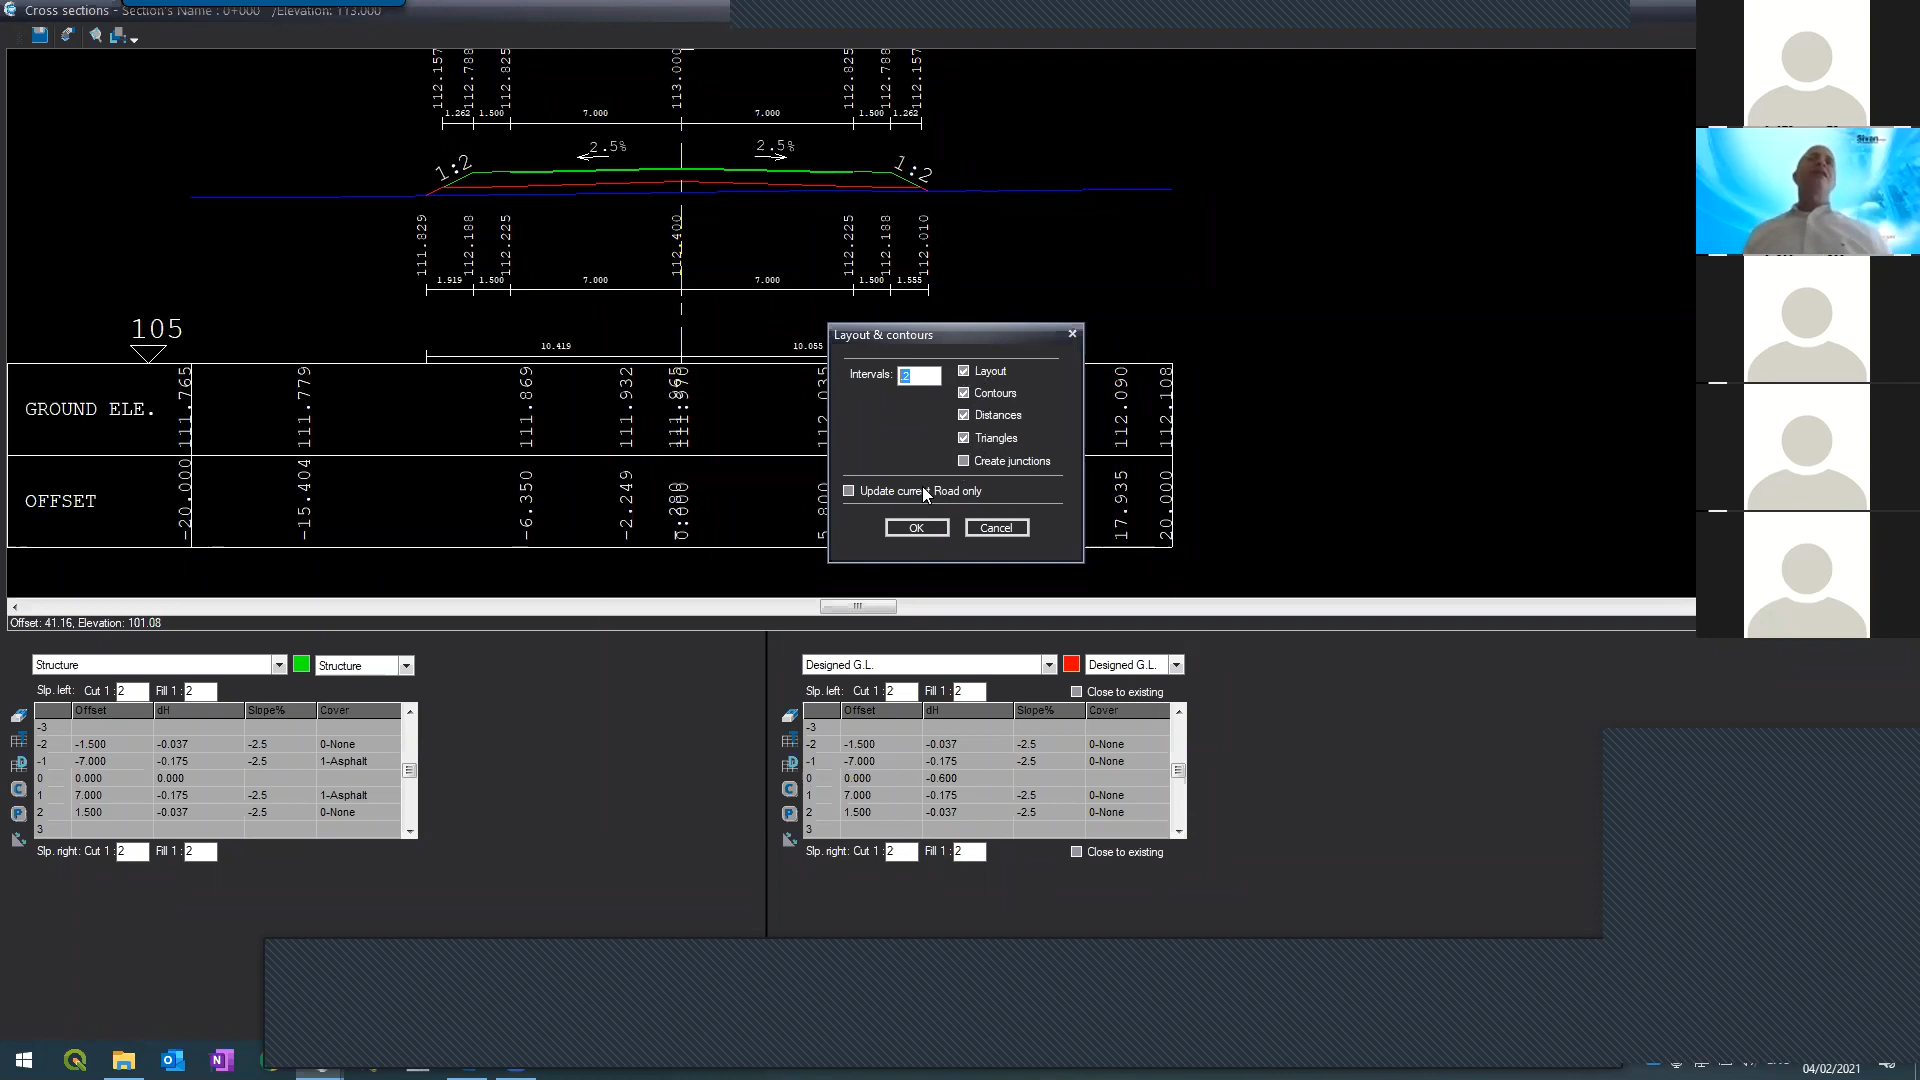 Cross sections - Section's Name : 0+000 /Elevation: 113.000
112.157 112.788 112.825 113.000 112.825 112.788 112.157
1.262 1.500 7.000 7.000 1.500 1.262
2.5% 2.5%
1:2 1:2
111.829 112.188 112.225 112.400 112.225 112.188 112.010
1.919 1.500 7.000 7.000 1.500 1.555
105
10.419 10.055
GROUND ELE. 111.765 111.779 111.869 111.932 111.970 112.035 112.090 112.108
OFFSET -20.000 -15.404 -6.350 -2.249 0.000 5.800 17.935 20.000
Layout & contours
Intervals: .2
Layout
Contours
Distances
Triangles
Create junctions
Update current Road only
OK Cancel
Offset: 41.16, Elevation: 101.08
Structure Structure
Slp. left: Cut 1 : 2 Fill 1 : 2
Offset dH Slope% Cover
-3
-2 -1.500 -0.037 -2.5 0-None
-1 -7.000 -0.175 -2.5 1-Asphalt
0 0.000 0.000
1 7.000 -0.175 -2.5 1-Asphalt
2 1.500 -0.037 -2.5 0-None
3
Slp. right: Cut 1 : 2 Fill 1 : 2
Designed G.L. Designed G.L.
Slp. left: Cut 1 : 2 Fill 1 : 2 Close to existing
Offset dH Slope% Cover
-3
-2 -1.500 -0.037 -2.5 0-None
-1 -7.000 -0.175 -2.5 0-None
0 0.000 -0.600
1 7.000 -0.175 -2.5 0-None
2 1.500 -0.037 -2.5 0-None
3
Slp. right: Cut 1 : 2 Fill 1 : 2 Close to existing
04/02/2021